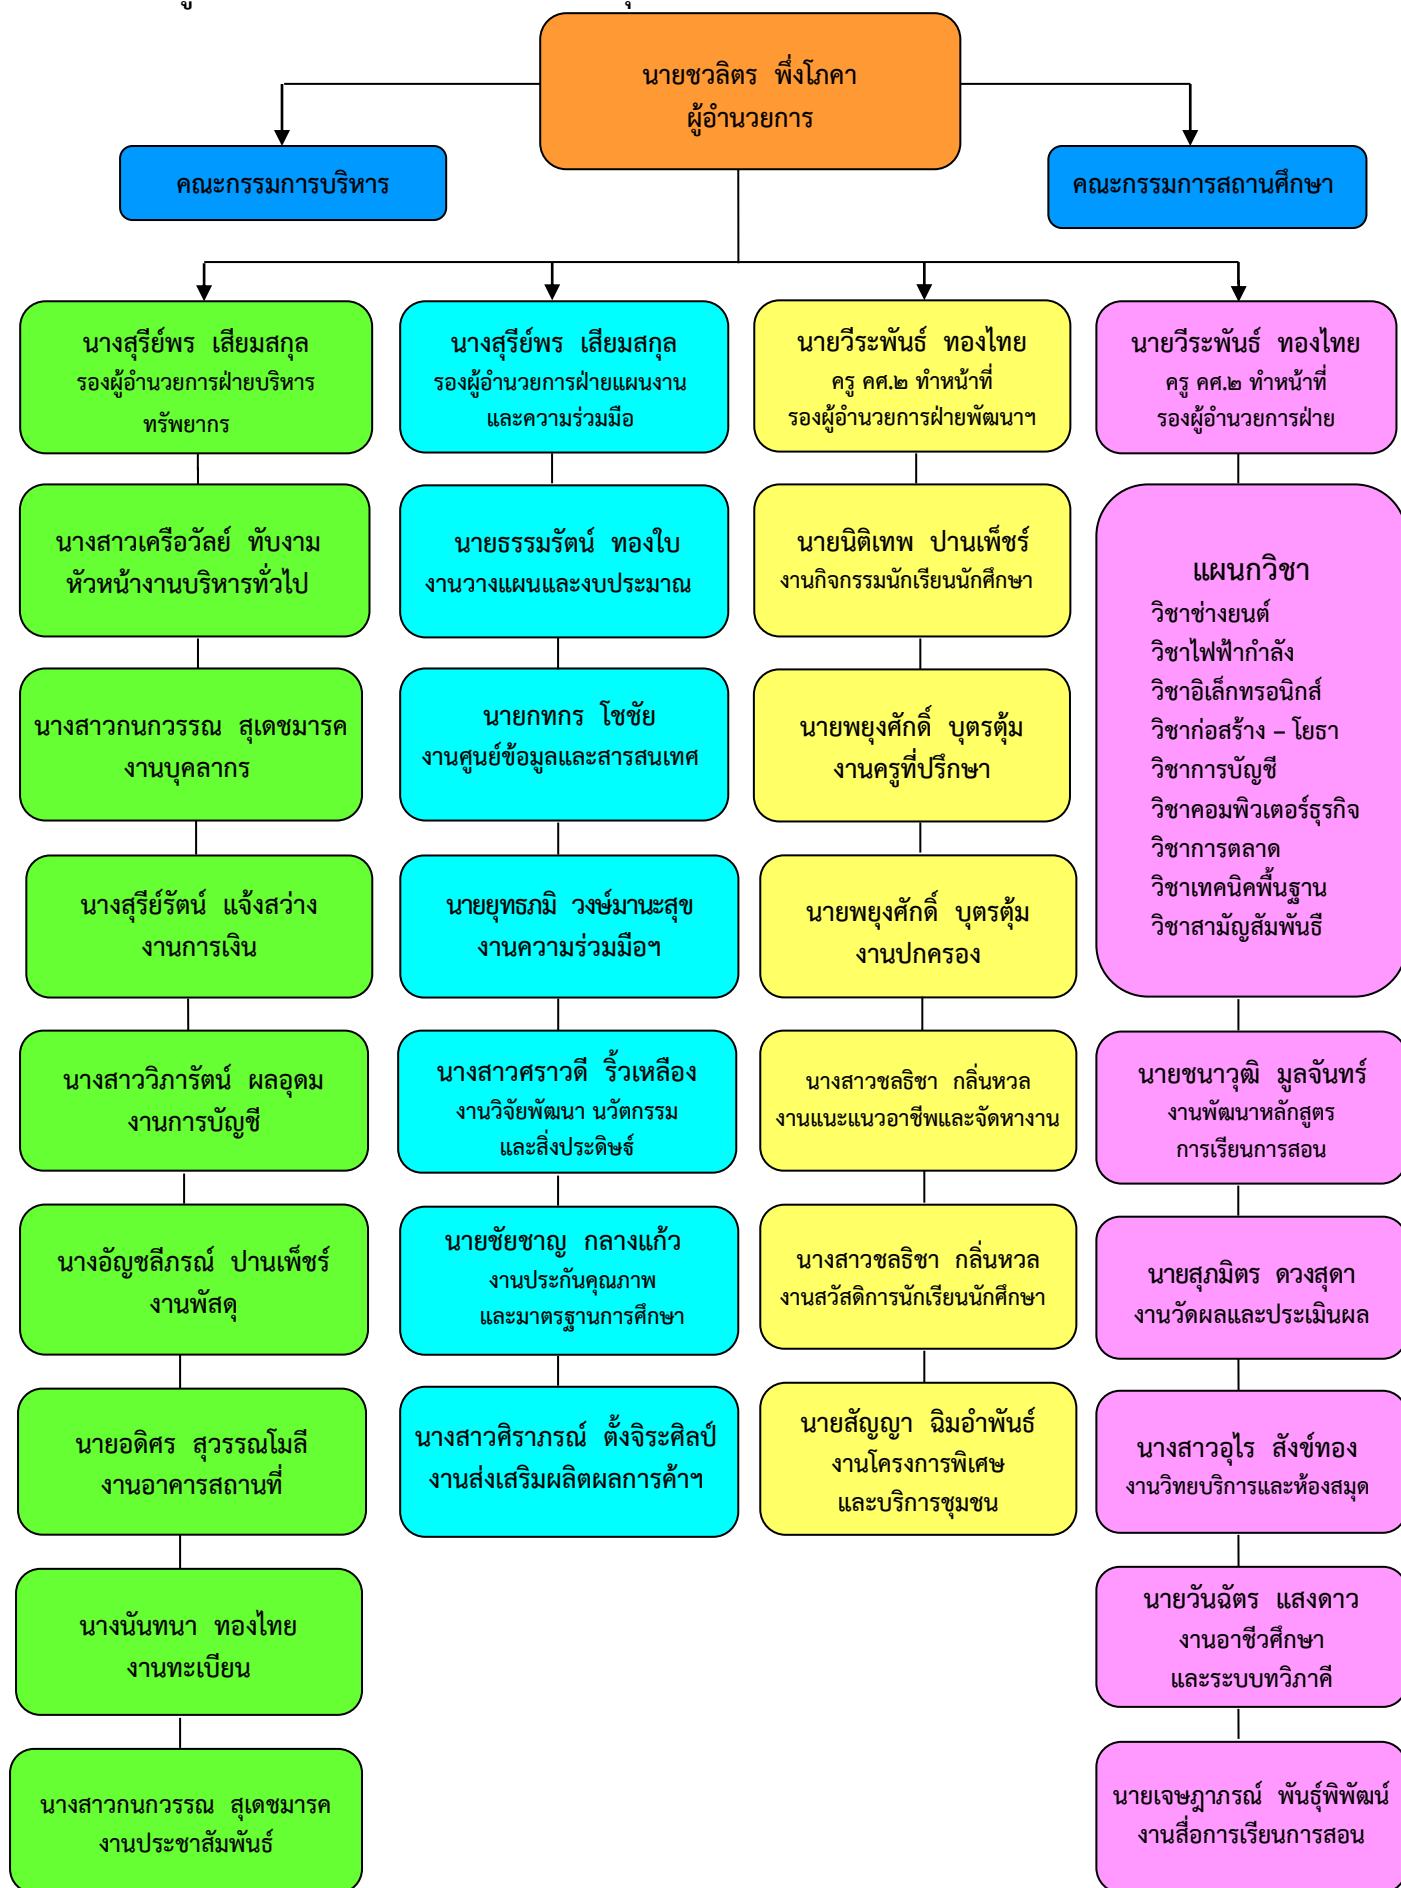 นายชวลิตร พึ่งโภคา
ผู้อำนวยการ
คณะกรรมการบริหาร
คณะกรรมการสถานศึกษา
นางสุรีย์พร เสียมสกุล
รองผู้อำนวยการฝ่ายบริหาร
ทรัพยากร
นางสาวเครือวัลย์ ทับงาม
หัวหน้างานบริหารทั่วไป
นางสาวกนกวรรณ สุเดชมารค
งานบุคลากร
นางสุรีย์รัตน์ แจ้งสว่าง
งานการเงิน
นางสาววิภารัตน์ ผลอุดม
งานการบัญชี
นางอัญชลีภรณ์ ปานเพ็ชร์
งานพัสดุ
นายอดิศร สุวรรณโมลี
งานอาคารสถานที่
นางนันทนา ทองไทย
งานทะเบียน
นางสาวกนกวรรณ สุเดชมารค
งานประชาสัมพันธ์
นางสุรีย์พร เสียมสกุล
รองผู้อำนวยการฝ่ายแผนงาน
และความร่วมมือ
นายธรรมรัตน์ ทองใบ
งานวางแผนและงบประมาณ
นายกทกร โชชัย
งานศูนย์ข้อมูลและสารสนเทศ
นายยุทธภมิ วงษ์มานะสุข
งานความร่วมมือฯ
นางสาวศราวดี ริ้วเหลือง
งานวิจัยพัฒนา นวัตกรรม
และสิ่งประดิษฐ์
นายชัยชาญ กลางแก้ว
งานประกันคุณภาพ
และมาตรฐานการศึกษา
นางสาวศิราภรณ์ ตั้งจิระศิลป์
งานส่งเสริมผลิตผลการค้าฯ
นายวีระพันธ์ ทองไทย
ครู คศ.๒ ทำหน้าที่
รองผู้อำนวยการฝ่ายพัฒนาฯ
นายนิติเทพ ปานเพ็ชร์
งานกิจกรรมนักเรียนนักศึกษา
นายพยุงศักดิ์ บุตรตุ้ม
งานครูที่ปรึกษา
นายพยุงศักดิ์ บุตรตุ้ม
งานปกครอง
นางสาวชลธิชา กลิ่นหวล
งานแนะแนวอาชีพและจัดหางาน
นางสาวชลธิชา กลิ่นหวล
งานสวัสดิการนักเรียนนักศึกษา
นายสัญญา ฉิมอำพันธ์
งานโครงการพิเศษ
และบริการชุมชน
นายวีระพันธ์ ทองไทย
ครู คศ.๒ ทำหน้าที่
รองผู้อำนวยการฝ่าย
แผนกวิชา
วิชาช่างยนต์
วิชาไฟฟ้ากำลัง
วิชาอิเล็กทรอนิกส์
วิชาก่อสร้าง – โยธา
วิชาการบัญชี
วิชาคอมพิวเตอร์ธุรกิจ
วิชาการตลาด
วิชาเทคนิคพื้นฐาน
วิชาสามัญสัมพันธ์
นายชนาวุฒิ มูลจันทร์
งานพัฒนาหลักสูตร
การเรียนการสอน
นายสุภมิตร ดวงสุดา
งานวัดผลและประเมินผล
นางสาวอุไร สังข์ทอง
งานวิทยบริการและห้องสมุด
นายวันฉัตร แสงดาว
งานอาชีวศึกษา
และระบบทวิภาคี
นายเจษฎาภรณ์ พันธุ์พิพัฒน์
งานสื่อการเรียนการสอน